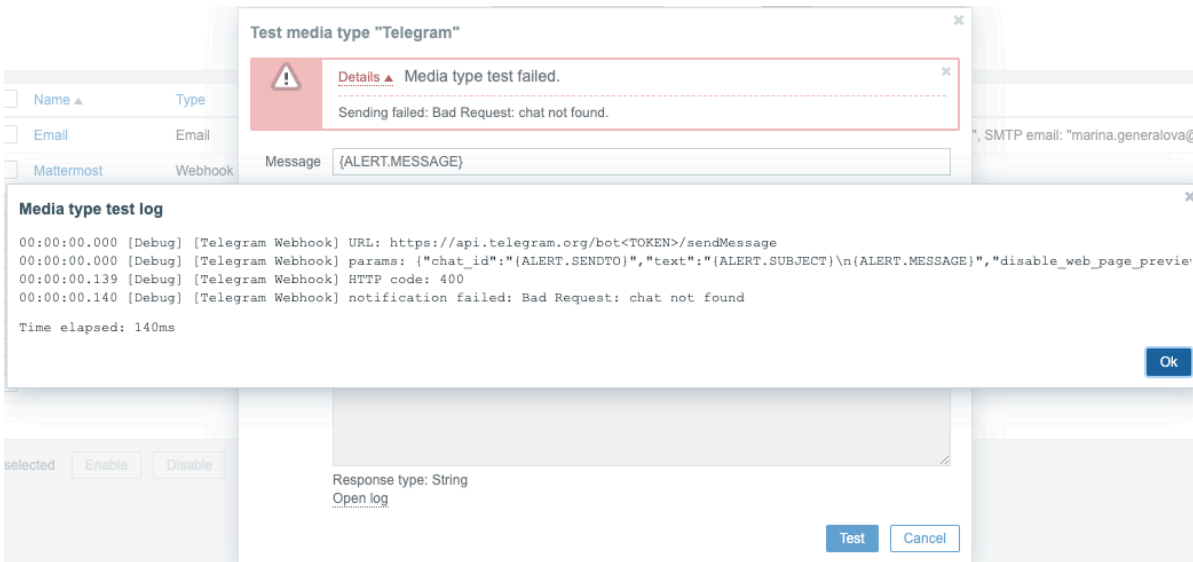 Test media type "Telegram"
Details Media type test failed.
Sending failed: Bad Request: chat not found.
Name Type
Email Email ", SMTP email: "marina.generalova@
Mattermost Webhook
Message {ALERT.MESSAGE}
Media type test log
00:00:00.000 [Debug] [Telegram Webhook] URL: https://api.telegram.org/bot<TOKEN>/sendMessage
00:00:00.000 [Debug] [Telegram Webhook] params: {"chat_id":"{ALERT.SENDTO}","text":"{ALERT.SUBJECT}\n{ALERT.MESSAGE}","disable_web_page_previe
00:00:00.139 [Debug] [Telegram Webhook] HTTP code: 400
00:00:00.140 [Debug] [Telegram Webhook] notification failed: Bad Request: chat not found
Time elapsed: 140ms
Ok
selected Enable Disable
Response type: String
Open log
Test Cancel